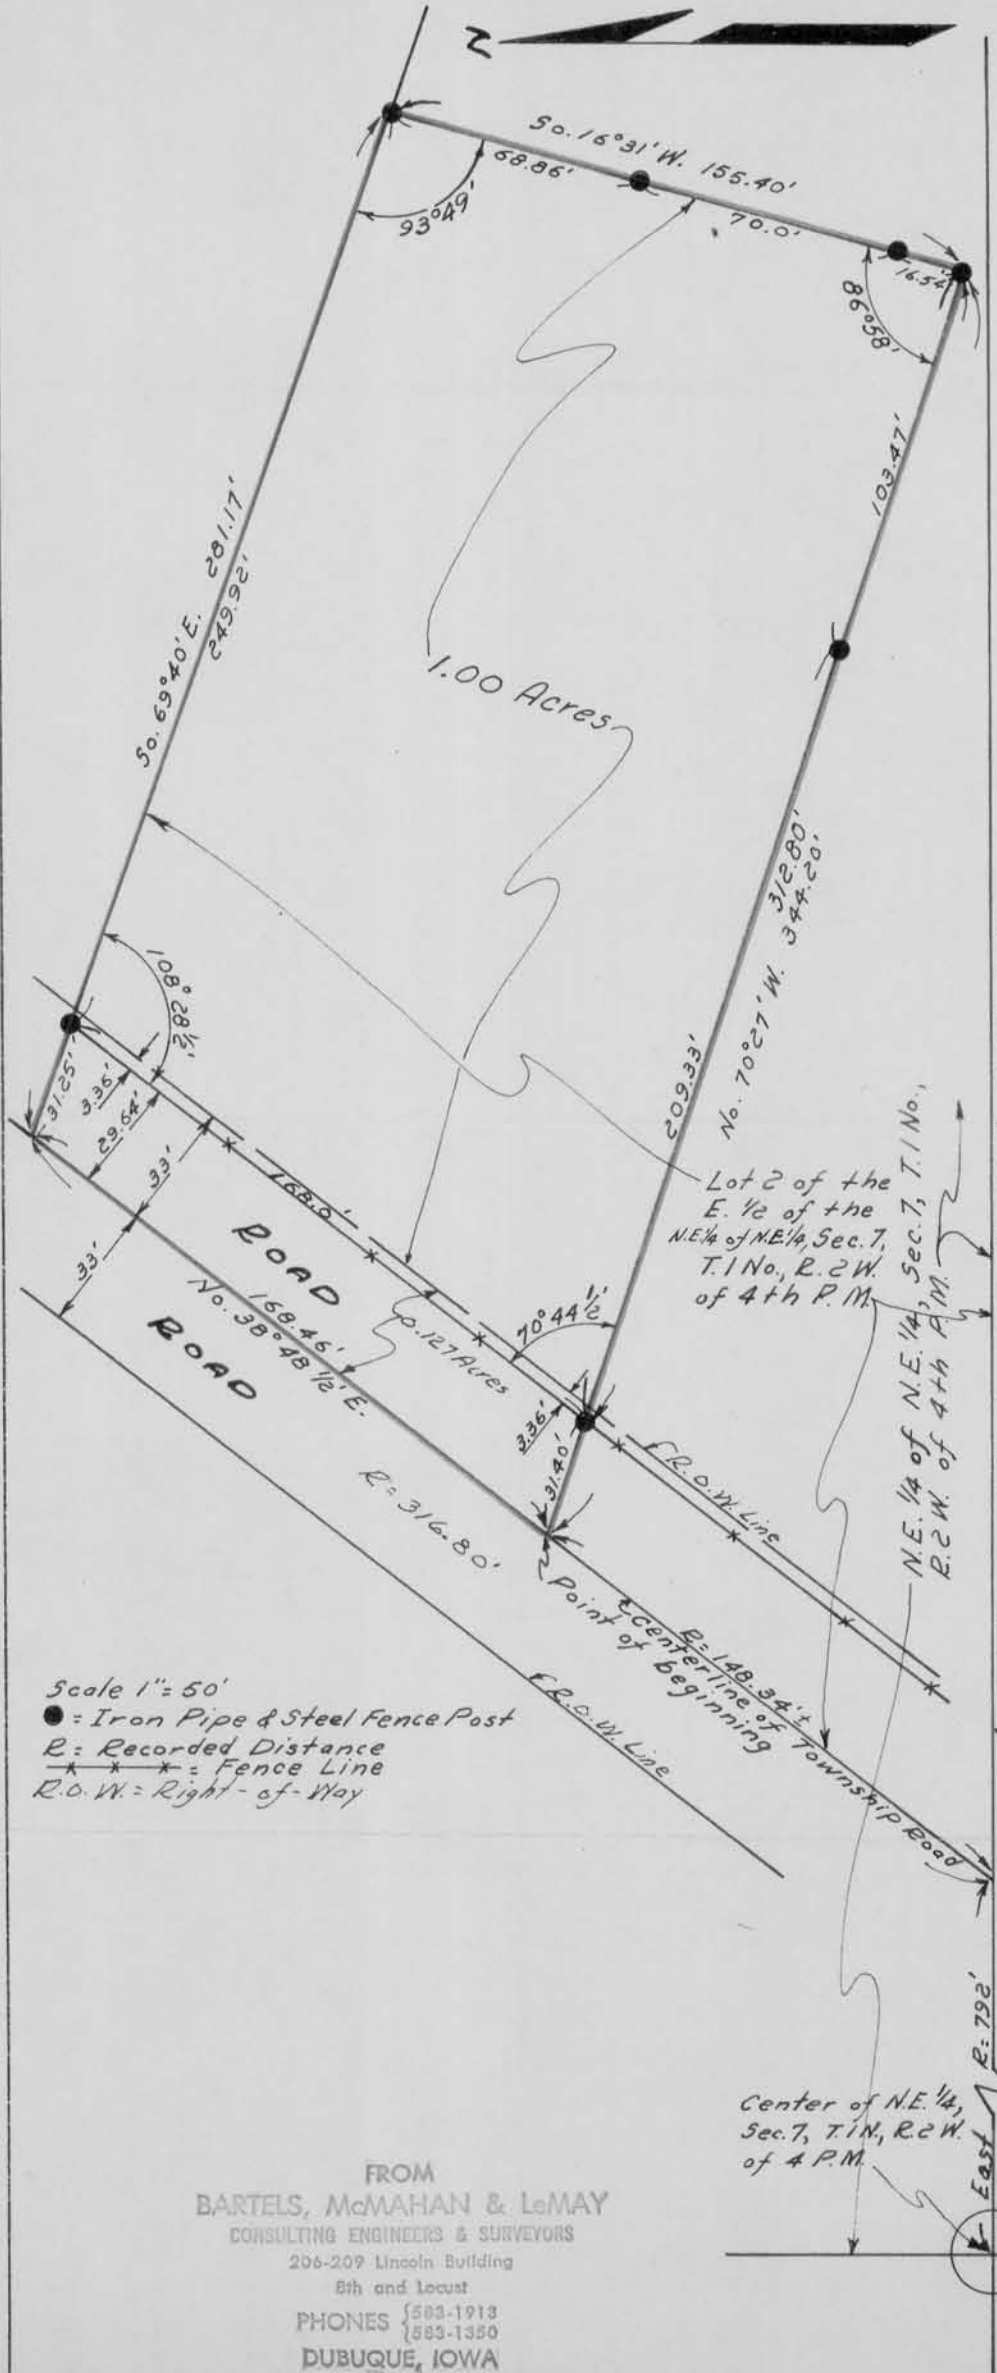 N
So. 16°31' W. 155.40'
68.86'
70.0'
16.54'
93°49'
86°58'
103.47'
So. 69°40' E. 281.17'
249.92'
1.00 Acres
312.80'
No. 70°27' W. 344.20'
209.33'
108° 28 1/2'
31.25'
3.36'
29.64'
33'
33'
168.0'
ROAD
168.46'
No. 38°48 1/2' E.
ROAD
0.127 Acres
70° 44 1/2'
3.36'
31.40'
R = 316.80'
Lot 2 of the
E. 1/2 of the
N.E. 1/4 of N.E. 1/4, Sec. 7,
T. 1 No., R. 2 W.
of 4th P.M.
N.E. 1/4 of N.E. 1/4, Sec. 7, T. 1 No.,
R. 2 W. of 4th P.M.
R.O.W. Line
Point of beginning
R = 148.34'±
℄ Centerline of Township Road
R.O.W. Line
Scale 1" = 50'
= Iron Pipe & Steel Fence Post
R = Recorded Distance
x x x = Fence Line
R.O.W. = Right-of-Way
East R = 792'
Center of N.E. 1/4,
Sec. 7, T. 1 N., R. 2 W.
of 4 P.M.
FROM
BARTELS, McMAHAN & LeMAY
CONSULTING ENGINEERS & SURVEYORS
206-209 Lincoln Building
8th and Locust
PHONES {583-1913
{583-1350
DUBUQUE, IOWA